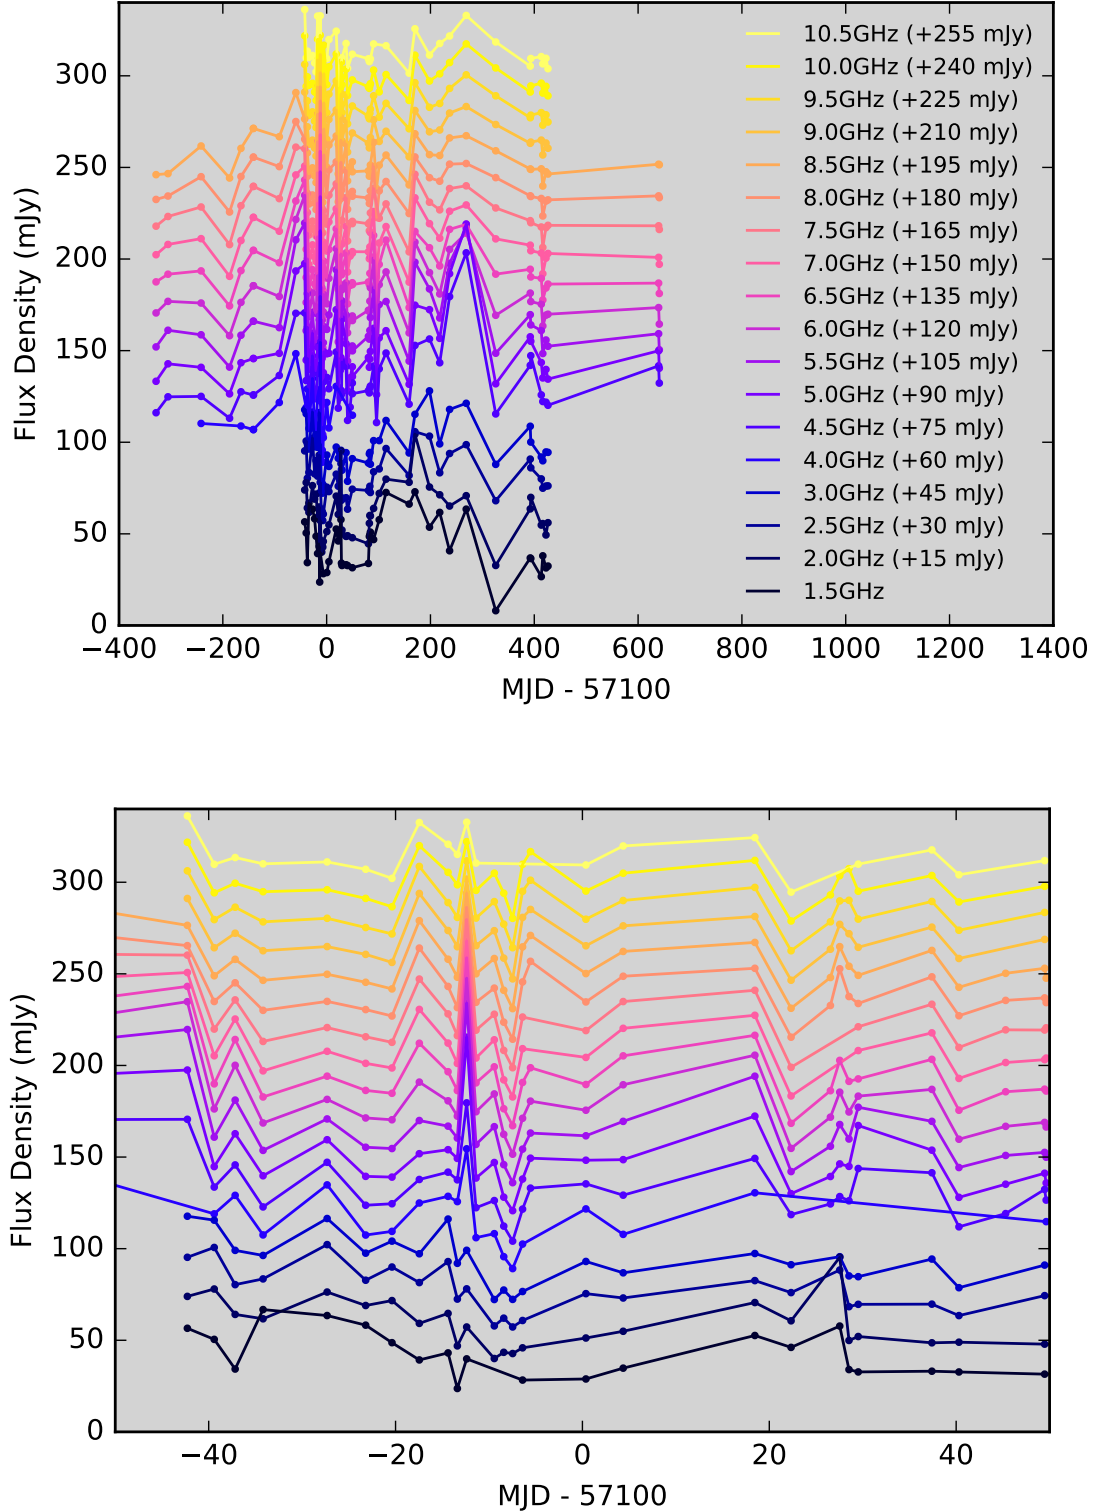 300
250
200
150
100
50
0
Flux Density (mJy)
10.5GHz (+255 mJy)
10.0GHz (+240 mJy)
9.5GHz (+225 mJy)
9.0GHz (+210 mJy)
8.5GHz (+195 mJy)
8.0GHz (+180 mJy)
7.5GHz (+165 mJy)
7.0GHz (+150 mJy)
6.5GHz (+135 mJy)
6.0GHz (+120 mJy)
5.5GHz (+105 mJy)
5.0GHz (+90 mJy)
4.5GHz (+75 mJy)
4.0GHz (+60 mJy)
3.0GHz (+45 mJy)
2.5GHz (+30 mJy)
2.0GHz (+15 mJy)
1.5GHz
−400 −200 0 200 400 600 800 1000 1200 1400
MJD - 57100
300
250
200
150
100
50
0
Flux Density (mJy)
−40 −20 0 20 40
MJD - 57100